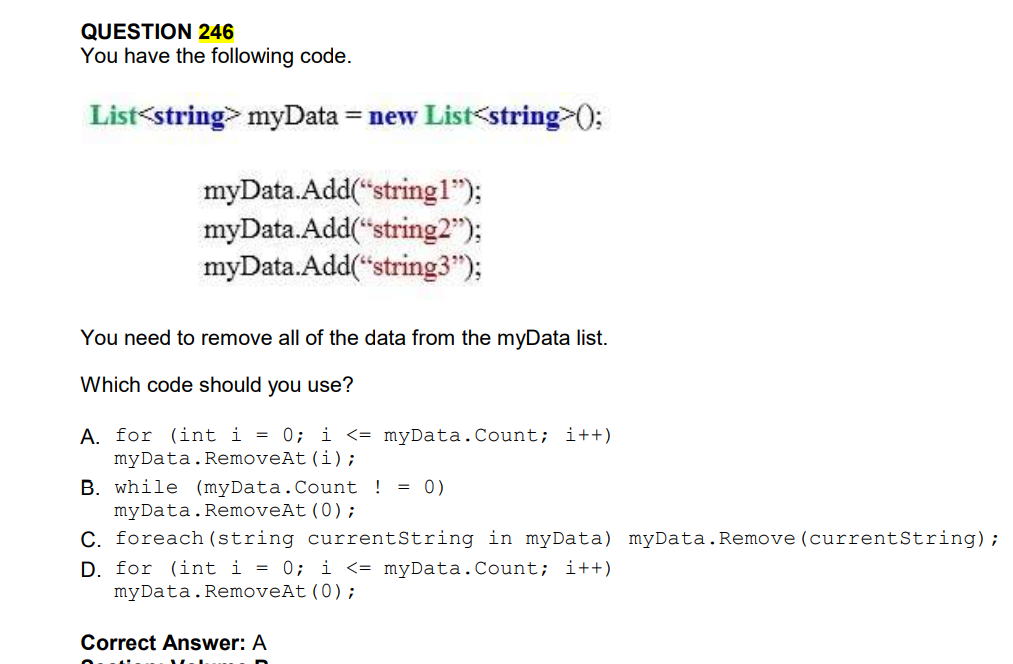 QUESTION 246
You have the following code.
List<string> myData = new List<string>();
myData.Add(“string1”);
myData.Add(“string2”);
myData.Add(“string3”);
You need to remove all of the data from the myData list.
Which code should you use?
A. for (int i = 0; i <= myData.Count; i++)
myData.RemoveAt(i);
B. while (myData.Count ! = 0)
myData.RemoveAt(0);
C. foreach(string currentString in myData) myData.Remove(currentString);
D. for (int i = 0; i <= myData.Count; i++)
myData.RemoveAt(0);
Correct Answer: A